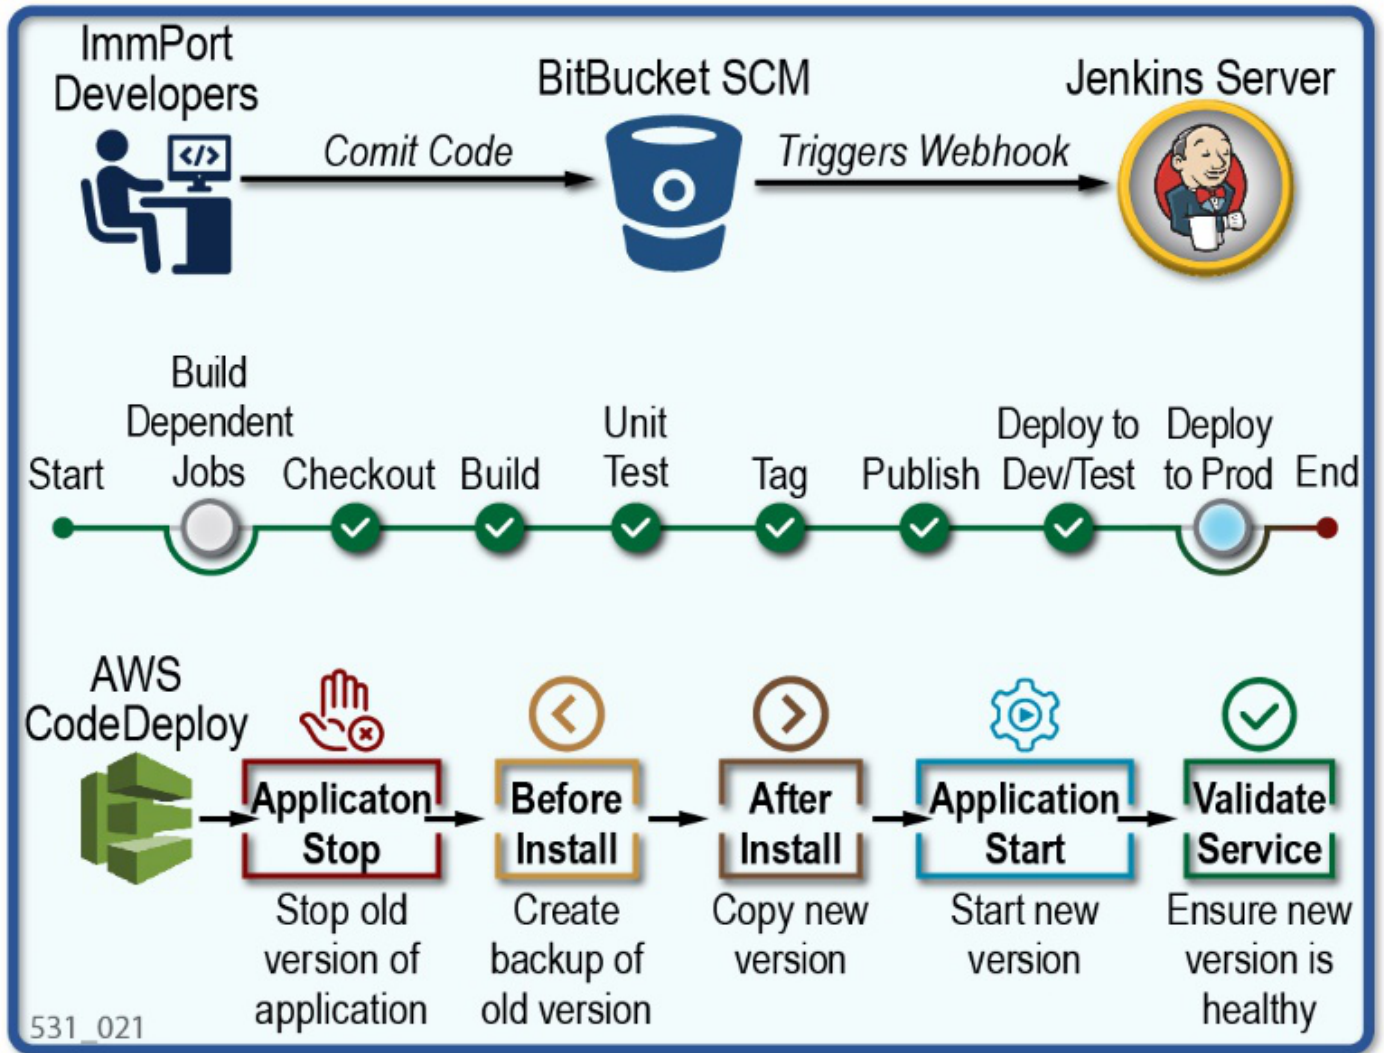 ImmPort
Developers
BitBucket SCM
Jenkins Server
Comit Code
Triggers Webhook
</>
Build
Dependent
Jobs
Unit
Test
Deploy to
Dev/Test
Deploy
to Prod
Start
Checkout
Build
Tag
Publish
End
AWS
CodeDeploy
Applicaton
Stop
Before
Install
After
Install
Application
Start
Validate
Service
Stop old
version of
application
Create
backup of
old version
Copy new
version
Start new
version
Ensure new
version is
healthy
531_021